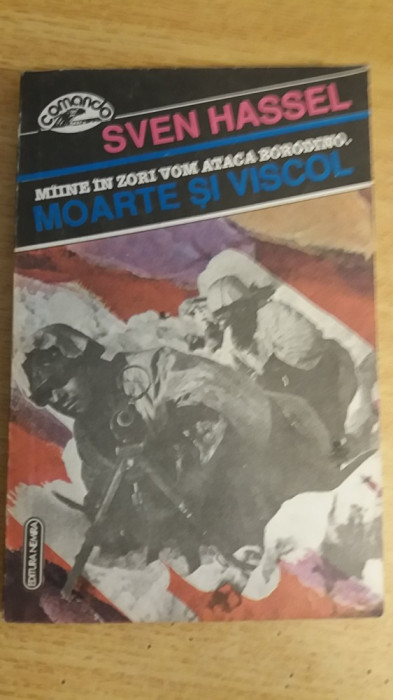 Comando
SVEN HASSEL
MÎINE ÎN ZORI VOM ATACA BORODINO,
MOARTE ȘI VISCOL
EDITURA NEMIRA